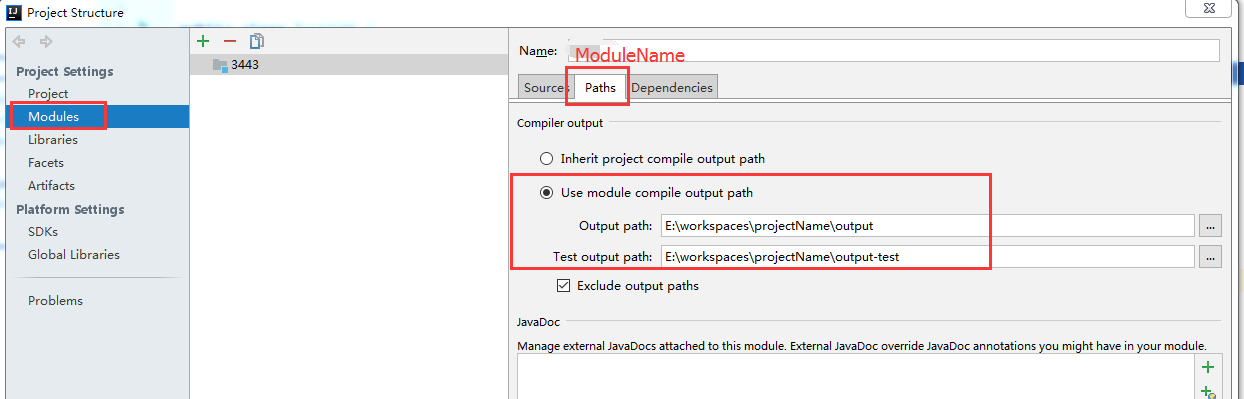 IJ Project Structure
Project Settings
Project
Modules
Libraries
Facets
Artifacts
Platform Settings
SDKs
Global Libraries
Problems
3443
Name: ModuleName
Sources Paths Dependencies
Compiler output
Inherit project compile output path
Use module compile output path
Output path: E:\workspaces\projectName\output ...
Test output path: E:\workspaces\projectName\output-test ...
Exclude output paths
JavaDoc
Manage external JavaDocs attached to this module. External JavaDoc override JavaDoc annotations you might have in your module.